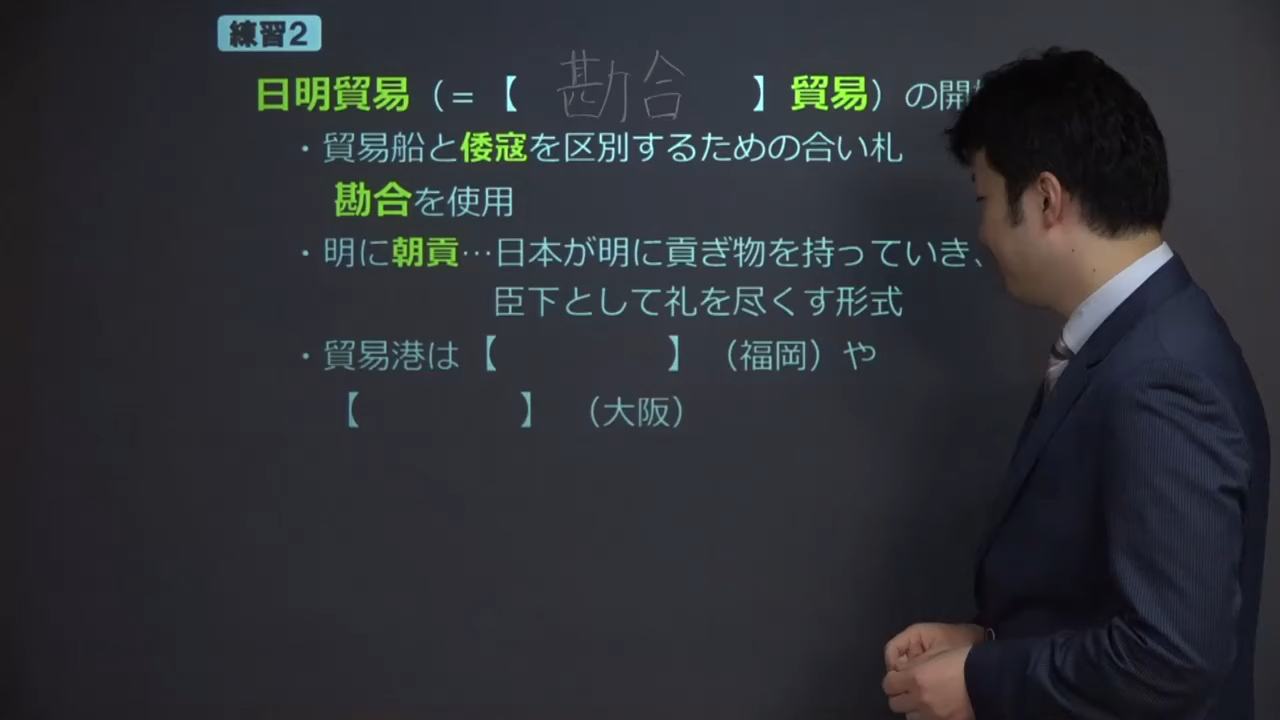 練習2
日明貿易（=【 勘合 】貿易）の開
・貿易船と倭寇を区別するための合い札
勘合を使用
・明に朝貢…日本が明に貢ぎ物を持っていき、
臣下として礼を尽くす形式
・貿易港は【 】（福岡）や
【 】（大阪）